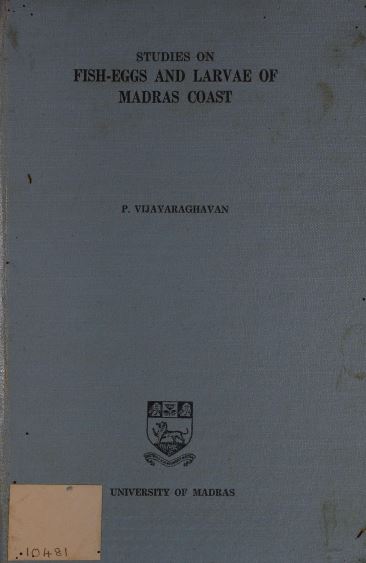 STUDIES ON
FISH-EGGS AND LARVAE OF
MADRAS COAST
P. VIJAYARAGHAVAN
UNIVERSITY OF MADRAS
10481